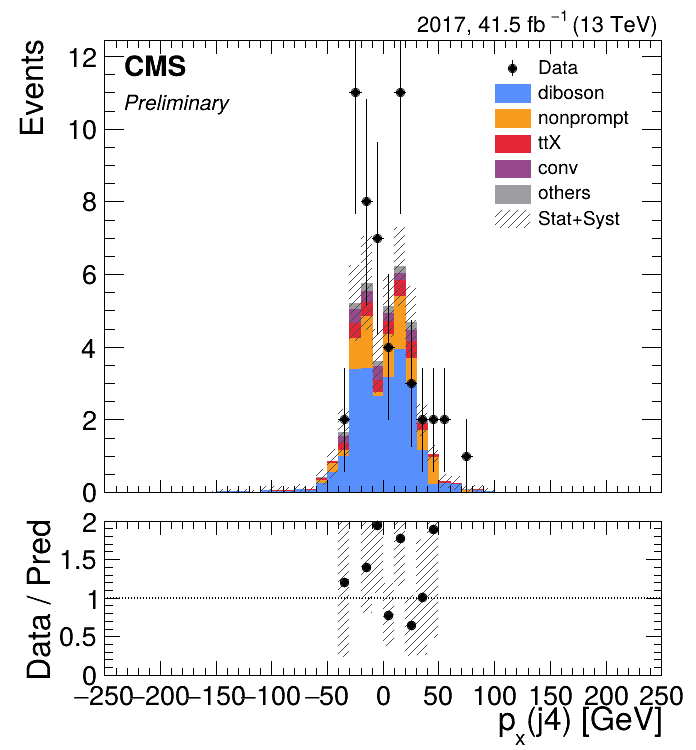 2017, 41.5 fb⁻¹ (13 TeV)
Events
12
10
8
6
4
2
0
CMS
Preliminary
Data
diboson
nonprompt
ttX
conv
others
Stat+Syst
Data / Pred
2
1.5
1
0.5
0
−250 −200 −150 −100 −50 0 50 100 150 200 250
pₓ(j4) [GeV]